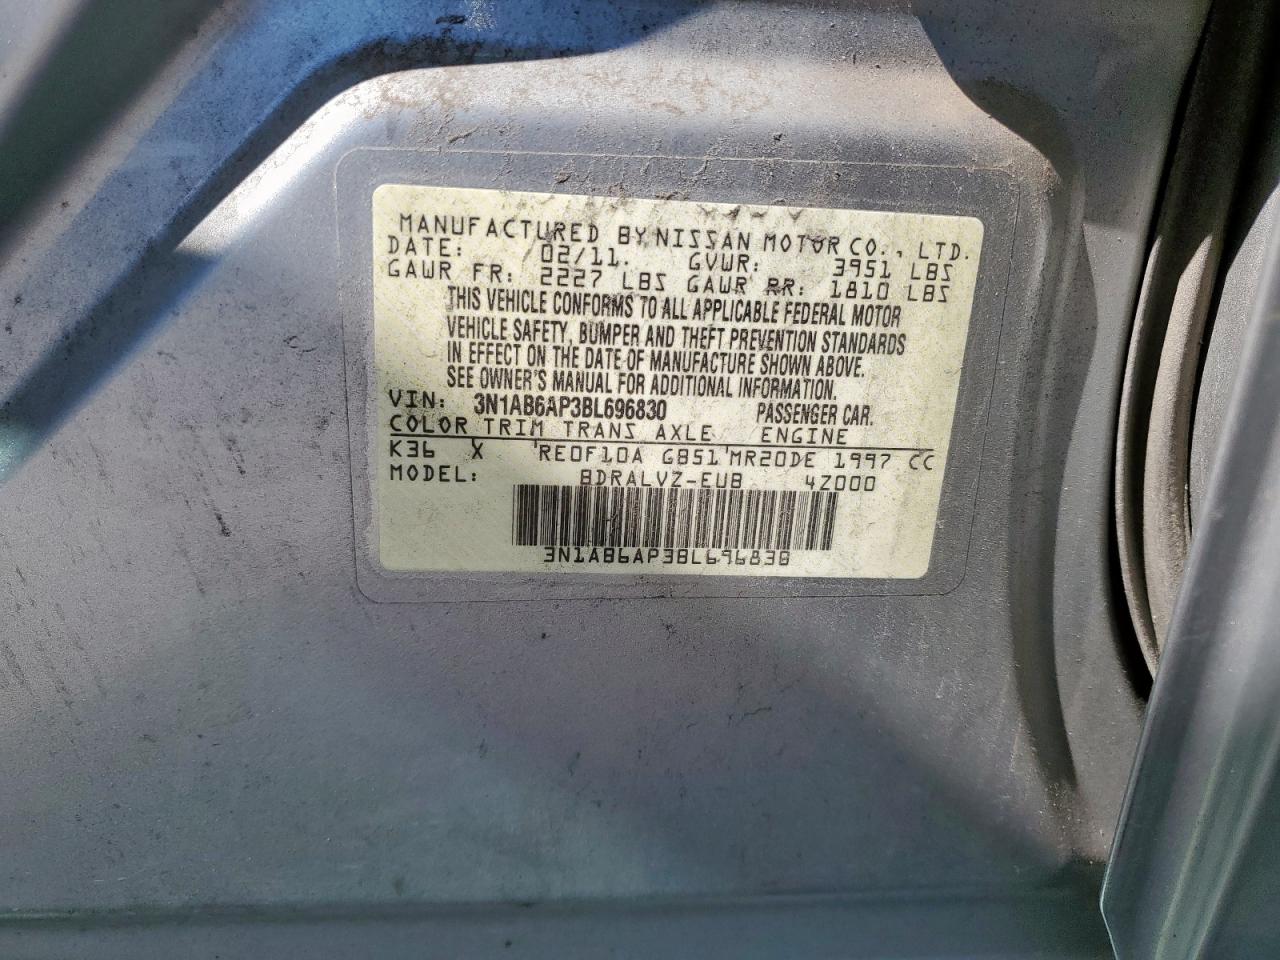 MANUFACTURED BY NISSAN MOTOR CO., LTD.
DATE: 02/11. GVWR: 3951 LBS
GAWR FR: 2227 LBS GAWR RR: 1810 LBS
THIS VEHICLE CONFORMS TO ALL APPLICABLE FEDERAL MOTOR
VEHICLE SAFETY, BUMPER AND THEFT PREVENTION STANDARDS
IN EFFECT ON THE DATE OF MANUFACTURE SHOWN ABOVE.
SEE OWNER'S MANUAL FOR ADDITIONAL INFORMATION.
VIN: 3N1AB6AP3BL696830 PASSENGER CAR.
COLOR TRIM TRANS AXLE ENGINE
K36 X RE0F10A GB51 MR20DE 1997 CC
MODEL: BDRALVZ-EUB 4Z000
3N1AB6AP3BL696830